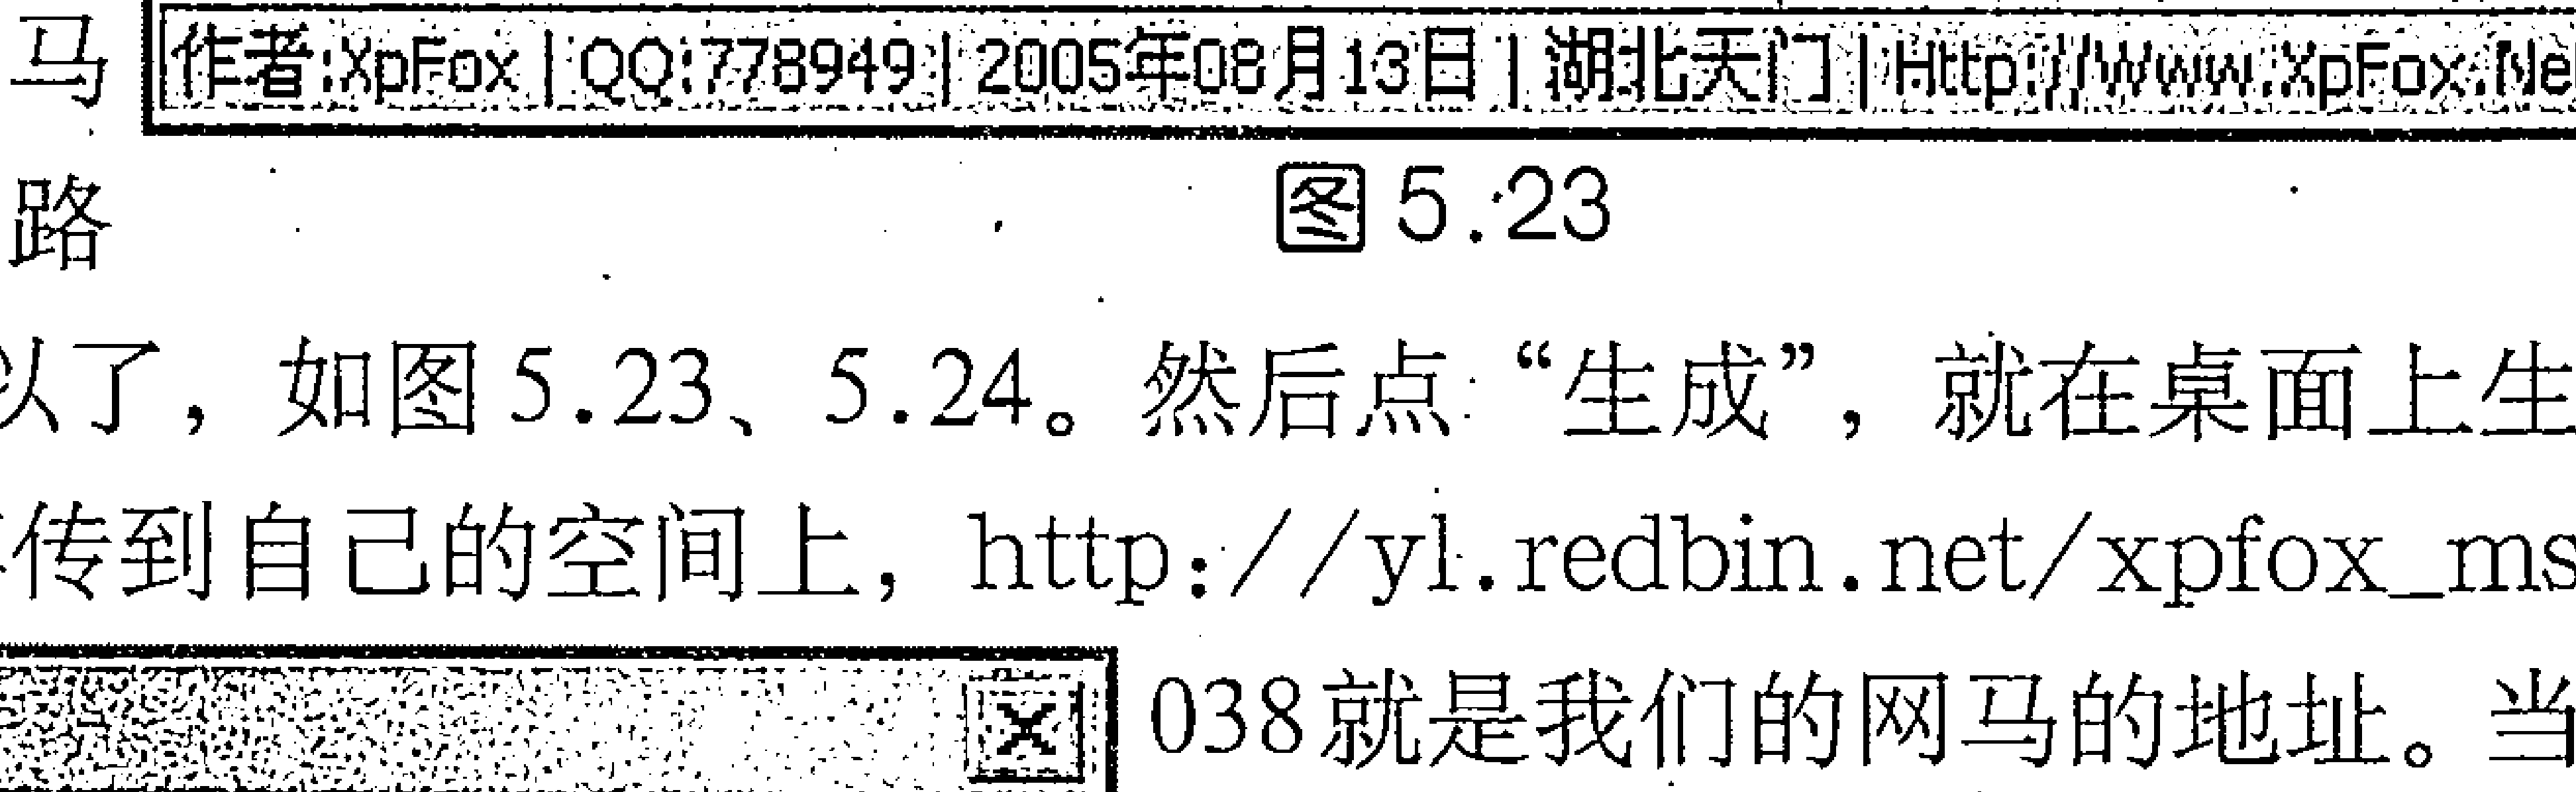 马
作者:XpFox | QQ:778949 | 2005年08月13日 | 湖北天门 | Http://Www.XpFox.Ne
路
图 5.23
以了，如图 5.23、5.24。然后点“生成”，就在桌面上生
传到自己的空间上，http://yl.redbin.net/xpfox_ms
038就是我们的网马的地址。当